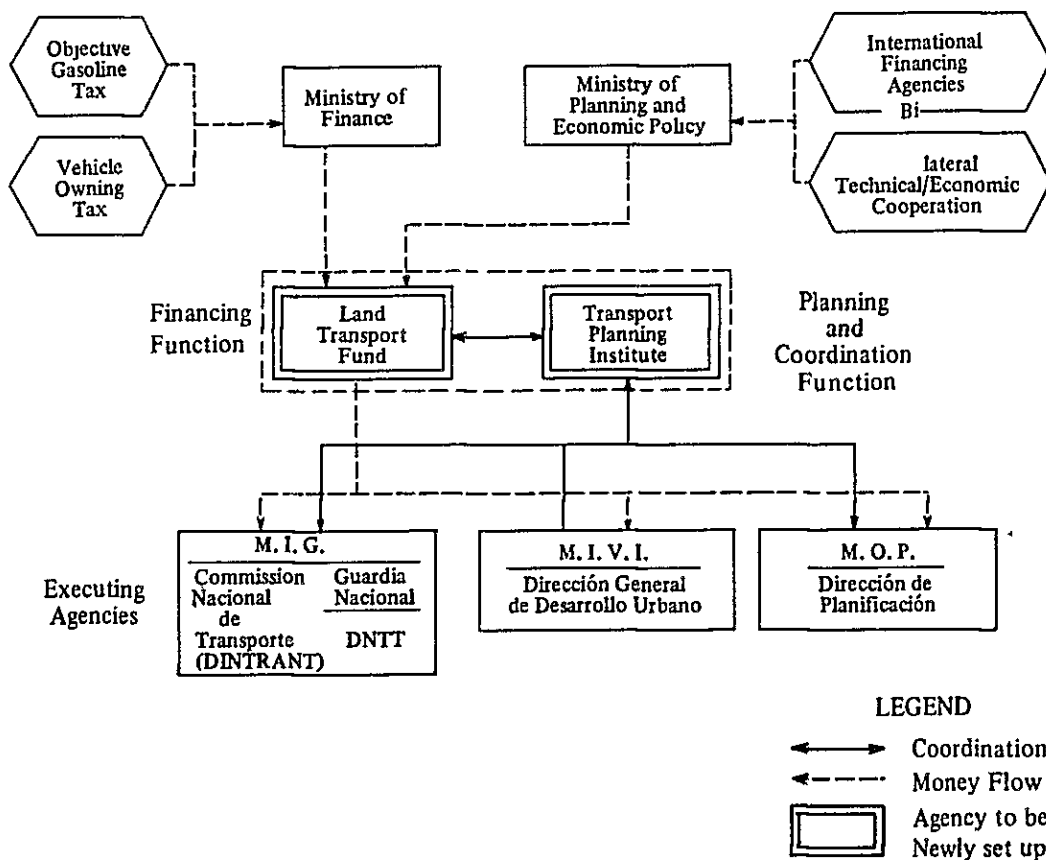 Objective
Gasoline
Tax
Vehicle
Owning
Tax
Ministry of
Finance
Ministry of
Planning and
Economic Policy
International
Financing
Agencies
Bi
lateral
Technical/Economic
Cooperation
Financing
Function
Land
Transport
Fund
Transport
Planning
Institute
Planning
and
Coordination
Function
Executing
Agencies
M. I. G.
Commission
Nacional
de
Transporte
(DINTRANT)
Guardia
Nacional
DNTT
M. I. V. I.
Dirección General
de Desarrollo Urbano
M. O. P.
Dirección de
Planificación
LEGEND
Coordination
Money Flow
Agency to be
Newly set up